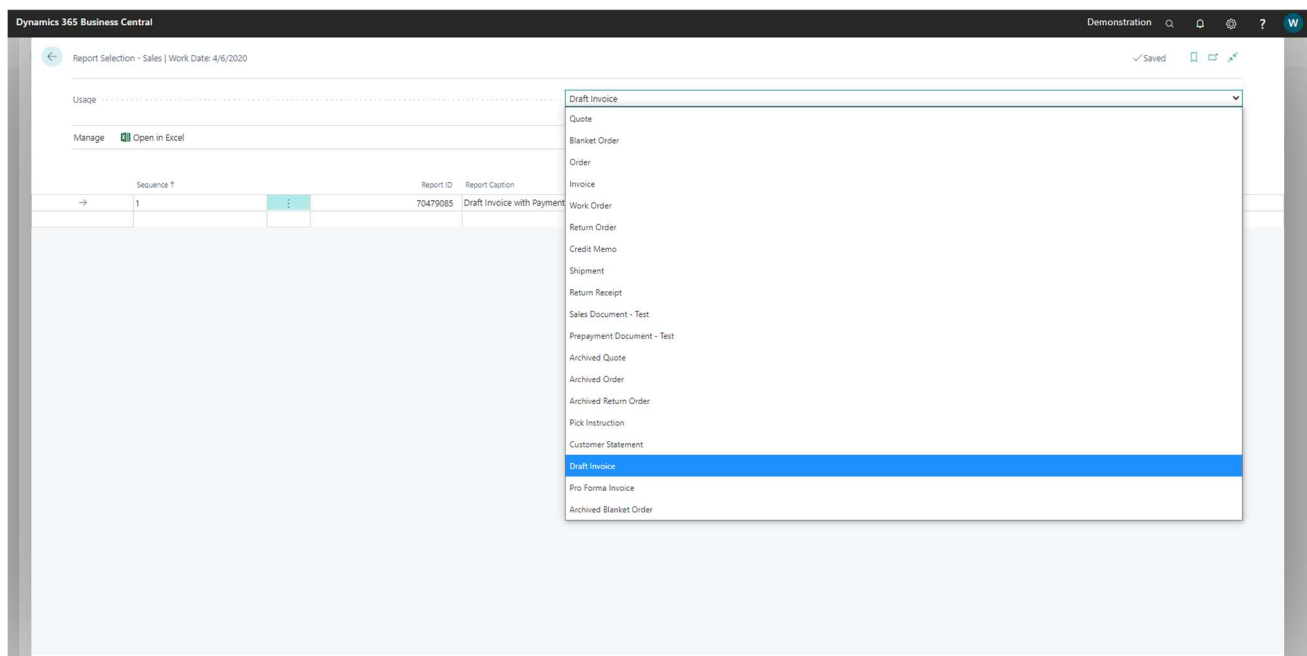 Dynamics 365 Business Central Demonstration ? W
Report Selection - Sales | Work Date: 4/6/2020 ✓ Saved
Usage Draft Invoice
Quote
Manage Open in Excel Blanket Order
Order
Sequence ↑ Report ID Report Caption Invoice
→ 1 70479085 Draft Invoice with Payment Work Order
Return Order
Credit Memo
Shipment
Return Receipt
Sales Document - Test
Prepayment Document - Test
Archived Quote
Archived Order
Archived Return Order
Pick Instruction
Customer Statement
Draft Invoice
Pro Forma Invoice
Archived Blanket Order